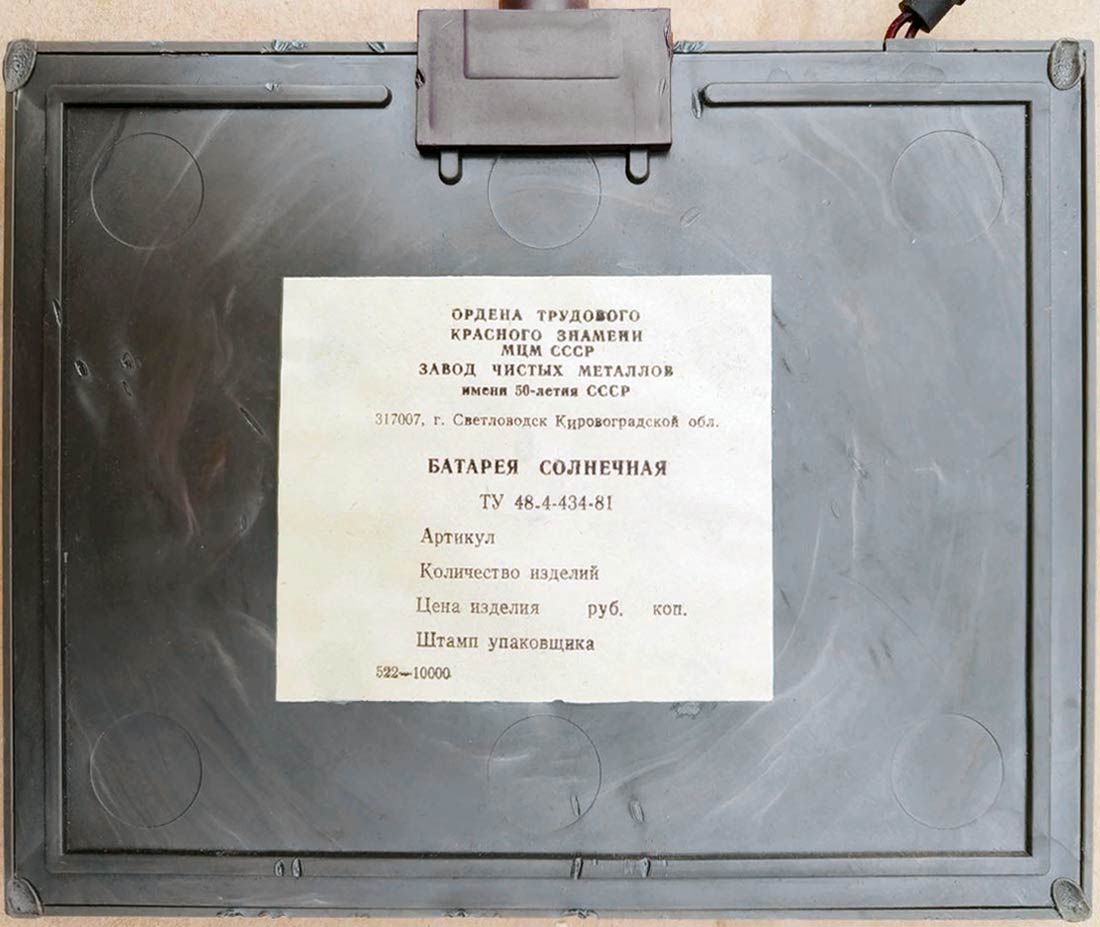 ОРДЕНА ТРУДОВОГО
КРАСНОГО ЗНАМЕНИ
МЦМ СССР
ЗАВОД ЧИСТЫХ МЕТАЛЛОВ
имени 50-летия СССР
317007, г. Светловодск Кировоградской обл.
БАТАРЕЯ СОЛНЕЧНАЯ
ТУ 48.4-434-81
Артикул
Количество изделий
Цена изделия руб. коп.
Штамп упаковщика
522—10000